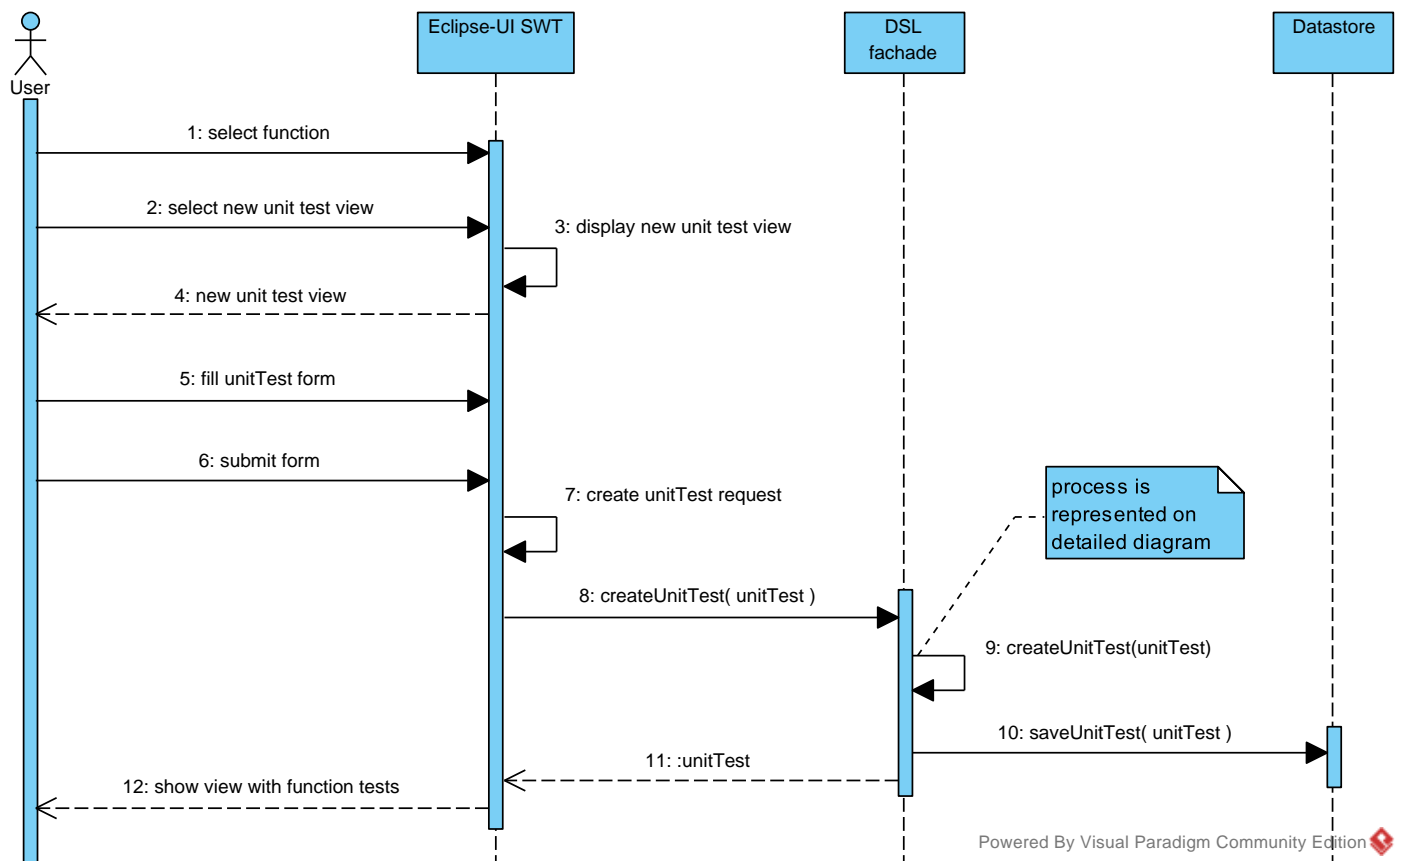 Eclipse-UI SWT
DSL
fachade
Datastore
User
1: select function
2: select new unit test view
3: display new unit test view
4: new unit test view
5: fill unitTest form
6: submit form
7: create unitTest request
process is
represented on
detailed diagram
8: createUnitTest( unitTest )
9: createUnitTest(unitTest)
10: saveUnitTest( unitTest )
11: :unitTest
12: show view with function tests
Powered By Visual Paradigm Community Edition